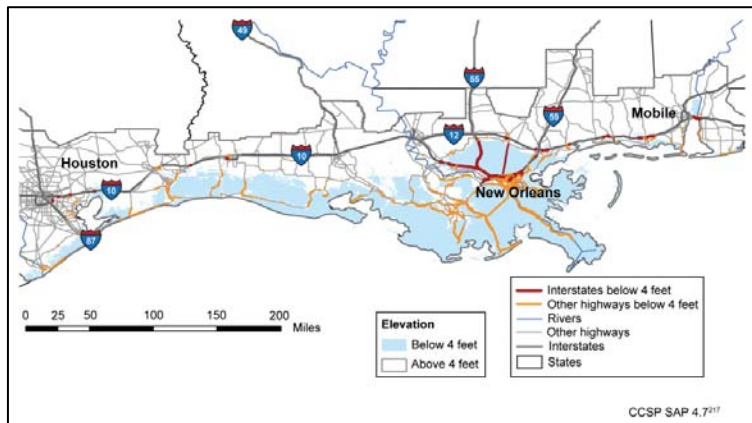 49
55
Mobile
12
59
Houston
10
New Orleans
10
87
Interstates below 4 feet
Other highways below 4 feet
Rivers
Other highways
Interstates
States
0 25 50 100 150 200
Miles
Elevation
Below 4 feet
Above 4 feet
CCSP SAP 4.7²¹⁷